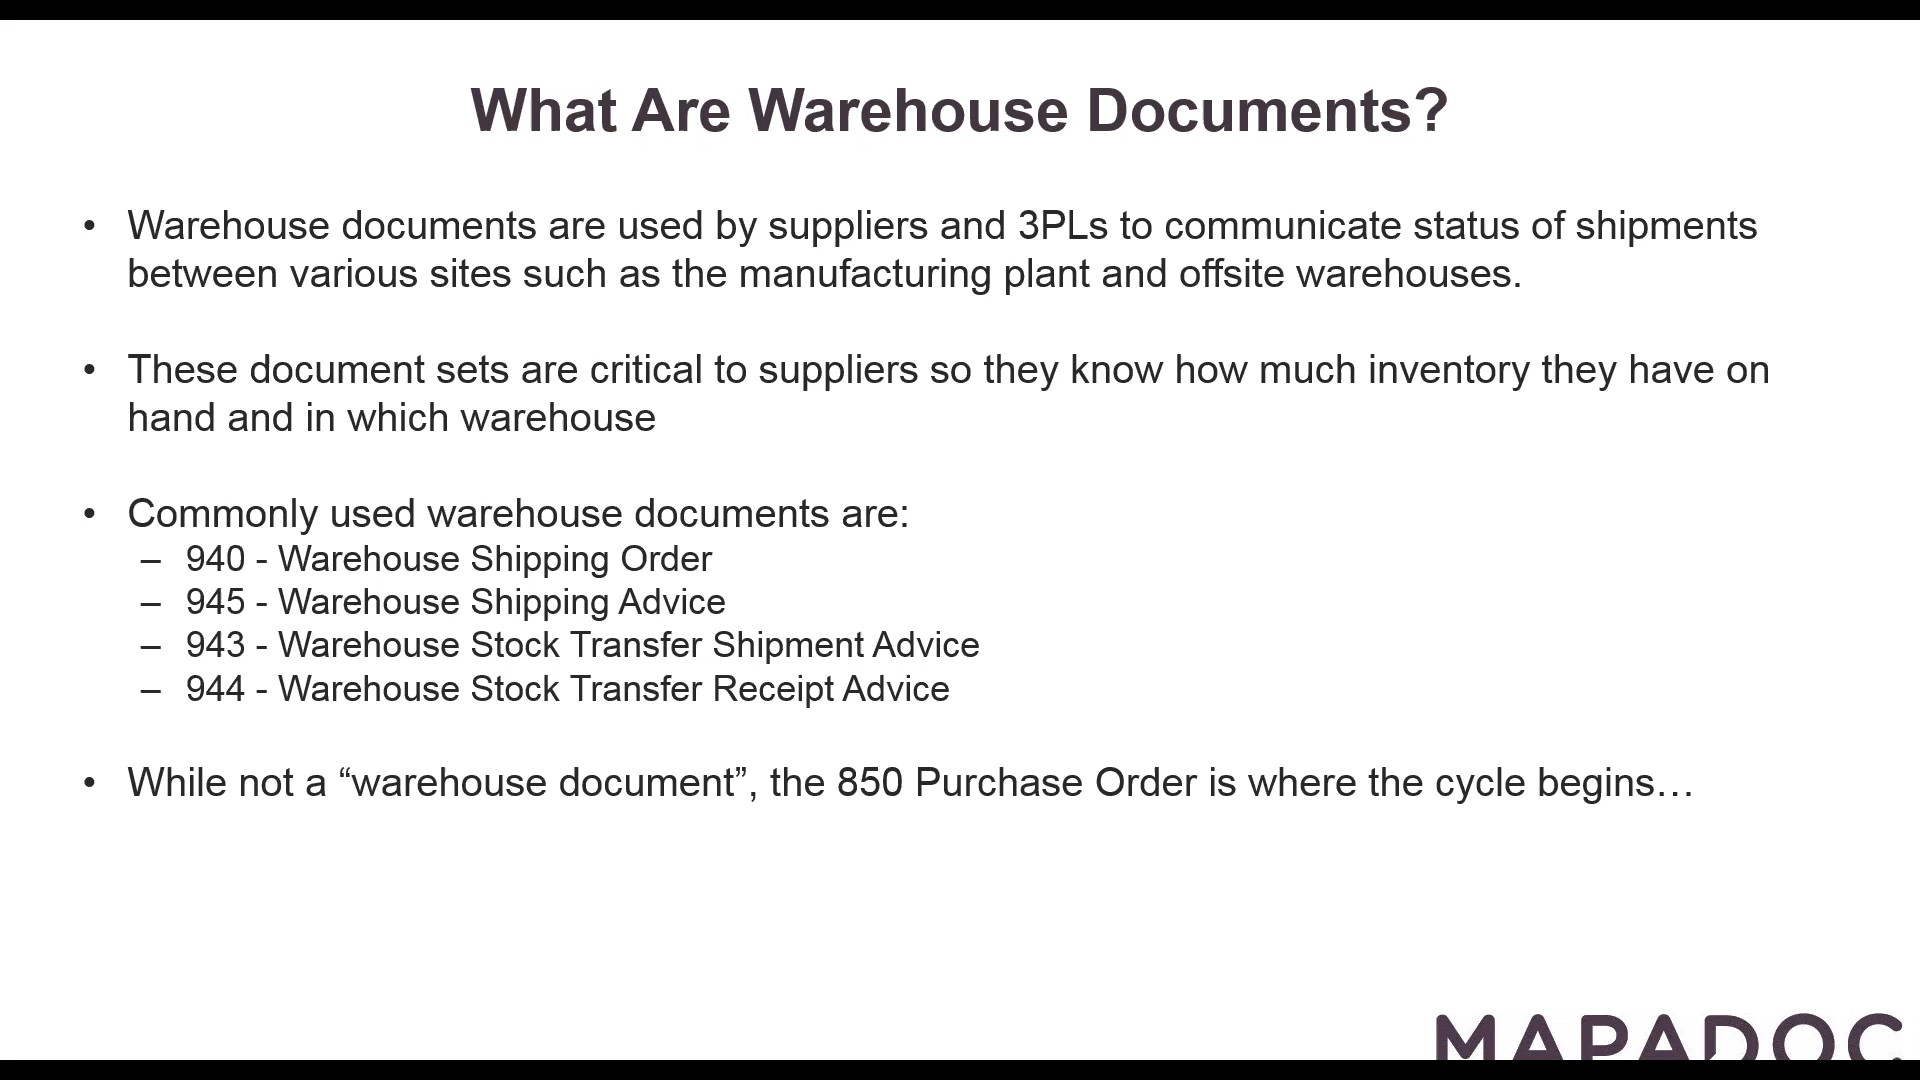 What Are Warehouse Documents?
• Warehouse documents are used by suppliers and 3PLs to communicate status of shipments
between various sites such as the manufacturing plant and offsite warehouses.
• These document sets are critical to suppliers so they know how much inventory they have on
hand and in which warehouse
• Commonly used warehouse documents are:
– 940 - Warehouse Shipping Order
– 945 - Warehouse Shipping Advice
– 943 - Warehouse Stock Transfer Shipment Advice
– 944 - Warehouse Stock Transfer Receipt Advice
• While not a “warehouse document”, the 850 Purchase Order is where the cycle begins…
MAPADOC